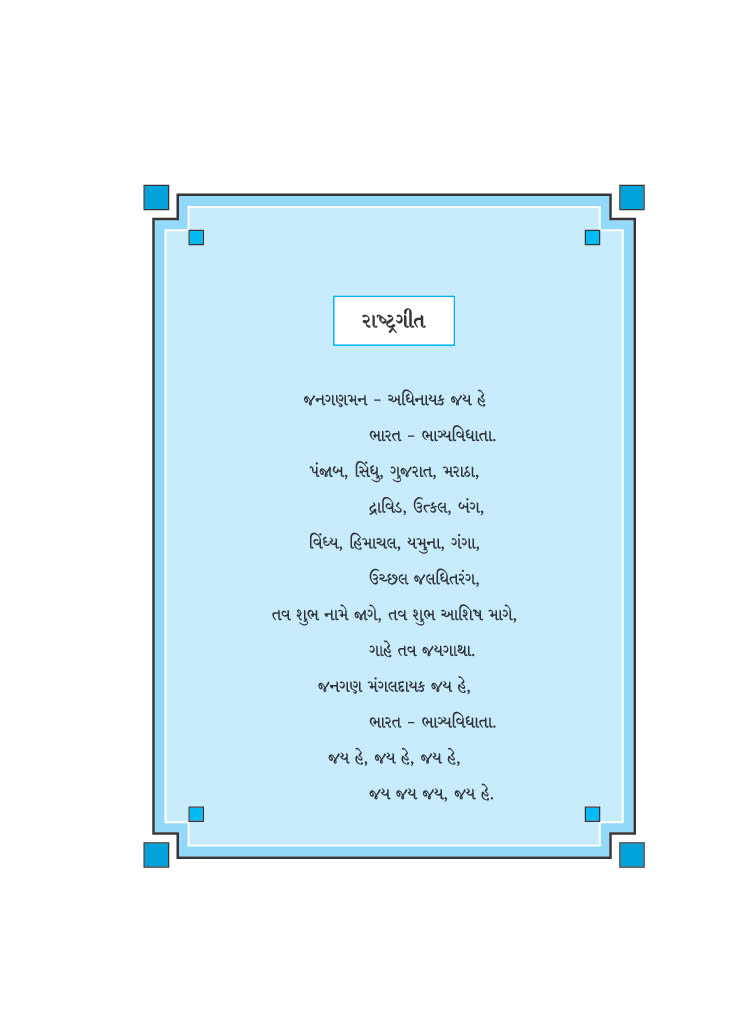 રાષ્ટ્રગીત
જનગણમન – અધિનાયક જય હે
ભારત – ભાગ્યવિધાતા.
પંજાબ, સિંધુ, ગુજરાત, મરાઠા,
દ્રાવિડ, ઉત્કલ, બંગ,
વિંધ્ય, હિમાચલ, યમુના, ગંગા,
ઉચ્છલ જલધિતરંગ,
તવ શુભ નામે જાગે, તવ શુભ આશિષ માગે,
ગાહે તવ જયગાથા.
જનગણ મંગલદાયક જય હે,
ભારત – ભાગ્યવિધાતા.
જય હે, જય હે, જય હે,
જય જય જય, જય હે.